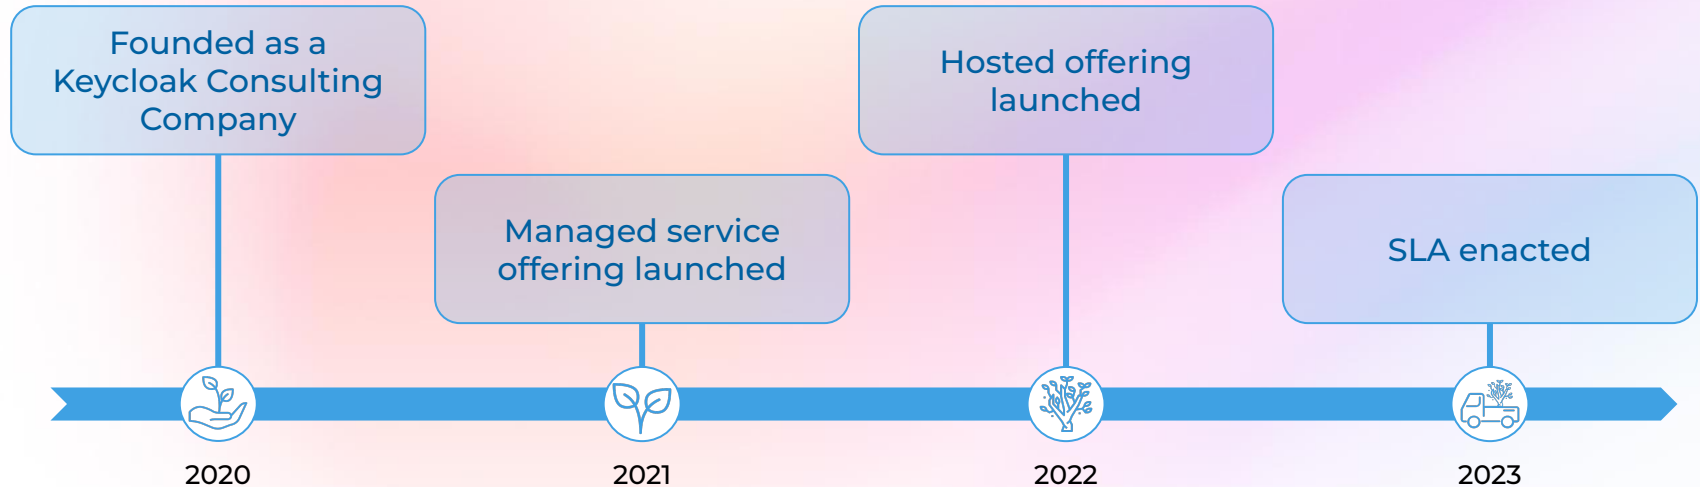 Founded as a
Keycloak Consulting
Company
Managed service
offering launched
Hosted offering
launched
SLA enacted
2020
2021
2022
2023